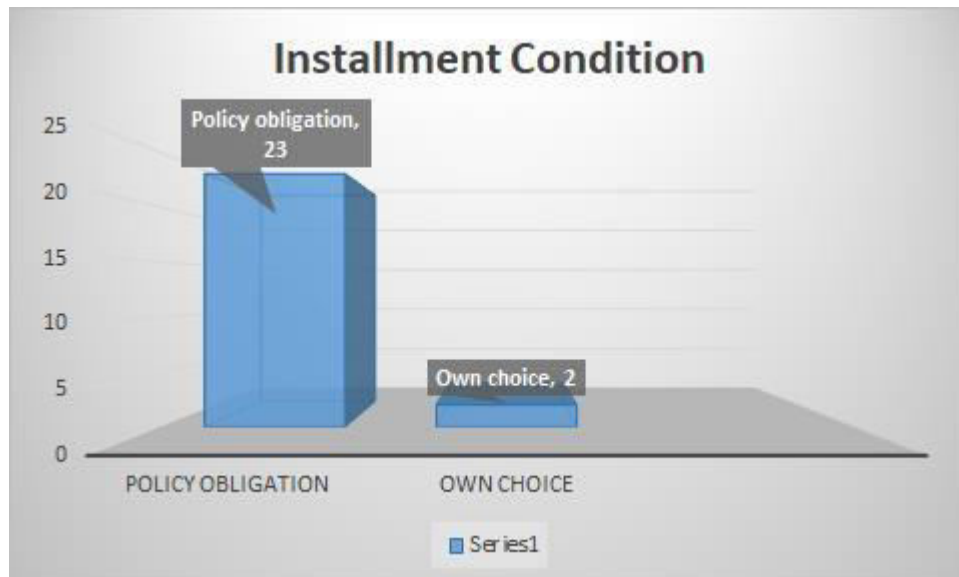 Installment Condition
25
20
15
10
5
0
Policy obligation,
23
Own choice, 2
POLICY OBLIGATION
OWN CHOICE
Series1